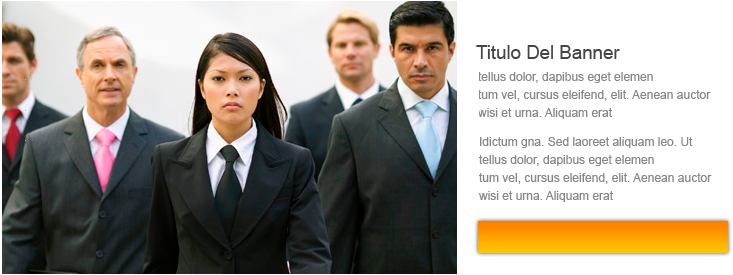 Titulo Del Banner
tellus dolor, dapibus eget elemen
tum vel, cursus eleifend, elit. Aenean auctor
wisi et urna. Aliquam erat
Idictum gna. Sed laoreet aliquam leo. Ut
tellus dolor, dapibus eget elemen
tum vel, cursus eleifend, elit. Aenean auctor
wisi et urna. Aliquam erat